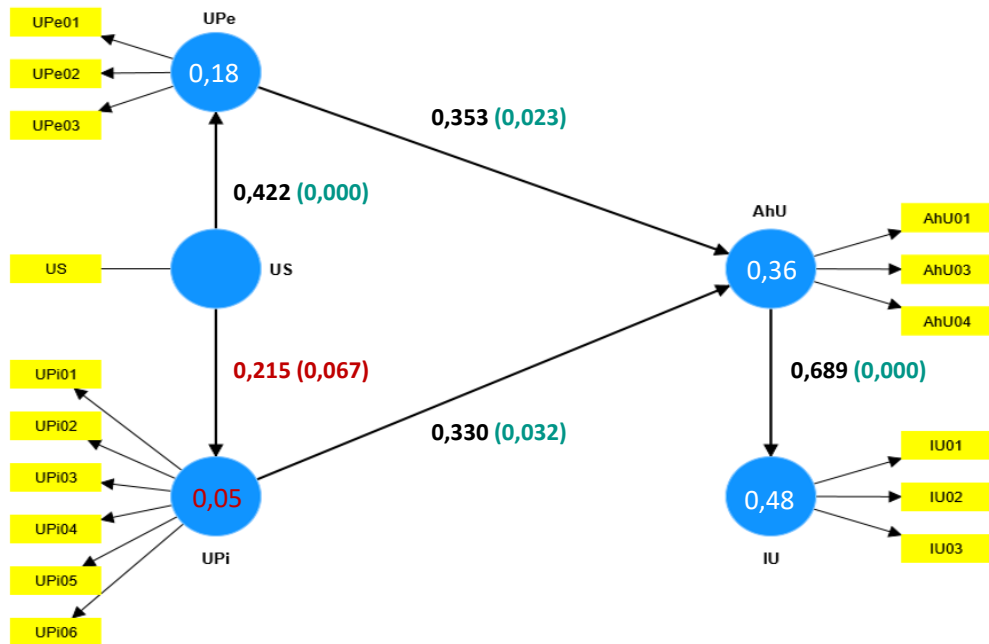 UPe
UPe01
UPe02
UPe03
0,18
0,353 (0,023)
0,422 (0,000)
US
US
AhU
AhU01
AhU03
AhU04
0,36
0,215 (0,067)
0,689 (0,000)
0,330 (0,032)
UPi01
UPi02
UPi03
UPi04
UPi05
UPi06
0,05
UPi
IU01
IU02
IU03
0,48
IU